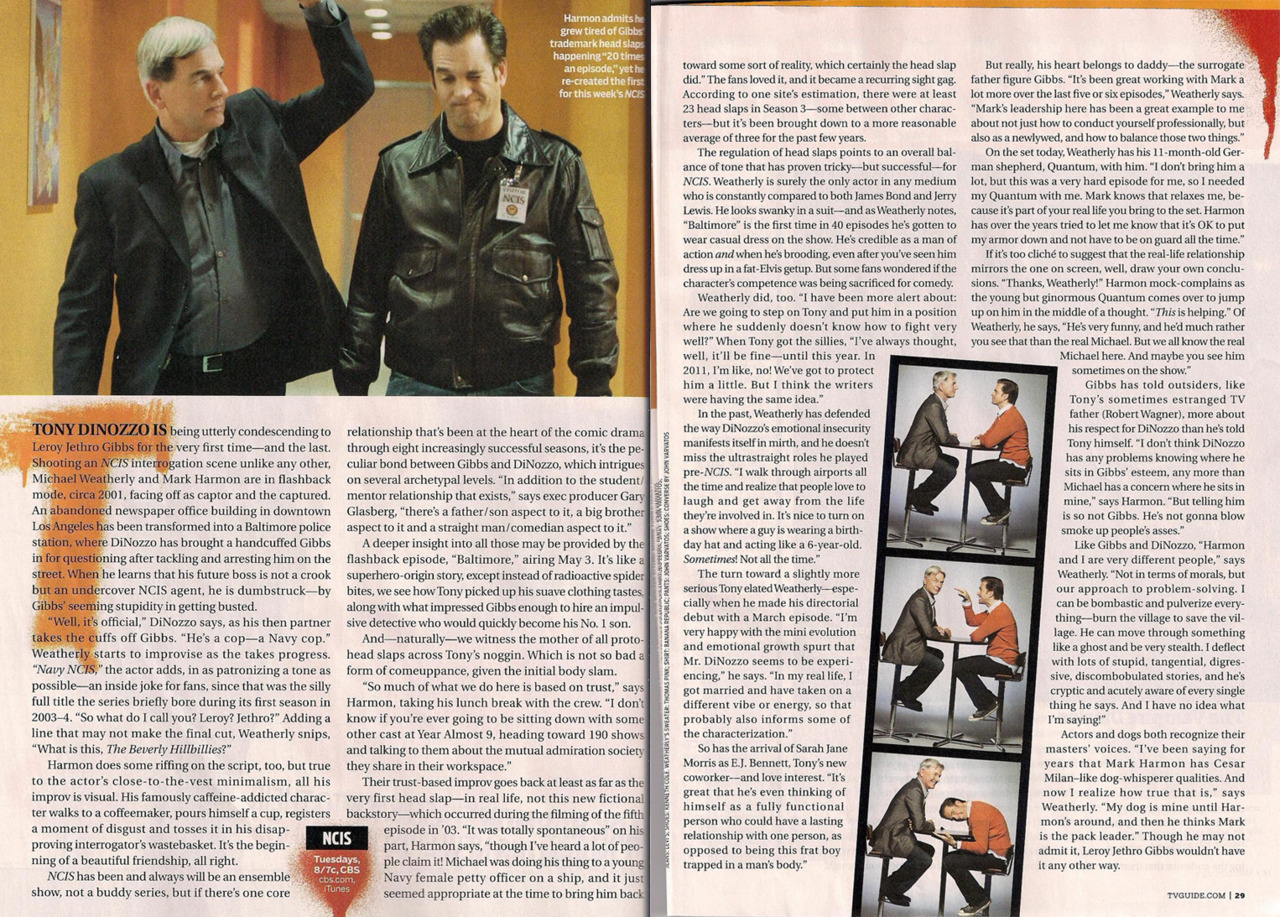 Harmon admits he
grew tired of Gibbs'
trademark head slaps
happening "20 times
an episode," yet he
re-created the first
for this week's NCIS
VISITOR
NCIS
TONY DINOZZO IS being utterly condescending to
Leroy Jethro Gibbs for the very first time—and the last.
Shooting an NCIS interrogation scene unlike any other,
Michael Weatherly and Mark Harmon are in flashback
mode, circa 2001, facing off as captor and the captured.
An abandoned newspaper office building in downtown
Los Angeles has been transformed into a Baltimore police
station, where DiNozzo has brought a handcuffed Gibbs
in for questioning after tackling and arresting him on the
street. When he learns that his future boss is not a crook
but an undercover NCIS agent, he is dumbstruck—by
Gibbs' seeming stupidity in getting busted.
"Well, it's official," DiNozzo says, as his then partner
takes the cuffs off Gibbs. "He's a cop—a Navy cop."
Weatherly starts to improvise as the takes progress.
"Navy NCIS," the actor adds, in as patronizing a tone as
possible—an inside joke for fans, since that was the silly
full title the series briefly bore during its first season in
2003–4. "So what do I call you? Leroy? Jethro?" Adding a
line that may not make the final cut, Weatherly snips,
"What is this, The Beverly Hillbillies?"
Harmon does some riffing on the script, too, but true
to the actor's close-to-the-vest minimalism, all his
improv is visual. His famously caffeine-addicted charac-
ter walks to a coffeemaker, pours himself a cup, registers
a moment of disgust and tosses it in his disap-
proving interrogator's wastebasket. It's the begin-
ning of a beautiful friendship, all right.
NCIS has been and always will be an ensemble
show, not a buddy series, but if there's one core
NCIS
Tuesdays,
8/7c, CBS
cbs.com,
iTunes
relationship that's been at the heart of the comic drama
through eight increasingly successful seasons, it's the pe-
culiar bond between Gibbs and DiNozzo, which intrigues
on several archetypal levels. "In addition to the student/
mentor relationship that exists," says exec producer Gary
Glasberg, "there's a father/son aspect to it, a big brother
aspect to it and a straight man/comedian aspect to it."
A deeper insight into all those may be provided by the
flashback episode, "Baltimore," airing May 3. It's like a
superhero-origin story, except instead of radioactive spider
bites, we see how Tony picked up his suave clothing tastes,
along with what impressed Gibbs enough to hire an impul-
sive detective who would quickly become his No. 1 son.
And—naturally—we witness the mother of all proto-
head slaps across Tony's noggin. Which is not so bad a
form of comeuppance, given the initial body slam.
"So much of what we do here is based on trust," says
Harmon, taking his lunch break with the crew. "I don't
know if you're ever going to be sitting down with some
other cast at Year Almost 9, heading toward 190 shows
and talking to them about the mutual admiration society
they share in their workspace."
Their trust-based improv goes back at least as far as the
very first head slap—in real life, not this new fictional
backstory—which occurred during the filming of the fifth
episode in '03. "It was totally spontaneous" on his
part, Harmon says, "though I've heard a lot of peo-
ple claim it! Michael was doing his thing to a young
Navy female petty officer on a ship, and it just
seemed appropriate at the time to bring him back
toward some sort of reality, which certainly the head slap
did." The fans loved it, and it became a recurring sight gag.
According to one site's estimation, there were at least
23 head slaps in Season 3—some between other charac-
ters—but it's been brought down to a more reasonable
average of three for the past few years.
The regulation of head slaps points to an overall bal-
ance of tone that has proven tricky—but successful—for
NCIS. Weatherly is surely the only actor in any medium
who is constantly compared to both James Bond and Jerry
Lewis. He looks swanky in a suit—and as Weatherly notes,
"Baltimore" is the first time in 40 episodes he's gotten to
wear casual dress on the show. He's credible as a man of
action and when he's brooding, even after you've seen him
dress up in a fat-Elvis getup. But some fans wondered if the
character's competence was being sacrificed for comedy.
Weatherly did, too. "I have been more alert about:
Are we going to step on Tony and put him in a position
where he suddenly doesn't know how to fight very
well?" When Tony got the sillies, "I've always thought,
well, it'll be fine—until this year. In
2011, I'm like, no! We've got to protect
him a little. But I think the writers
were having the same idea."
In the past, Weatherly has defended
the way DiNozzo's emotional insecurity
manifests itself in mirth, and he doesn't
miss the ultrastraight roles he played
pre-NCIS. "I walk through airports all
the time and realize that people love to
laugh and get away from the life
they're involved in. It's nice to turn on
a show where a guy is wearing a birth-
day hat and acting like a 6-year-old.
Sometimes! Not all the time."
The turn toward a slightly more
serious Tony elated Weatherly—espe-
cially when he made his directorial
debut with a March episode. "I'm
very happy with the mini evolution
and emotional growth spurt that
Mr. DiNozzo seems to be experi-
encing," he says. "In my real life, I
got married and have taken on a
different vibe or energy, so that
probably also informs some of
the characterization."
So has the arrival of Sarah Jane
Morris as E.J. Bennett, Tony's new
coworker—and love interest. "It's
great that he's even thinking of
himself as a fully functional
person who could have a lasting
relationship with one person, as
opposed to being this frat boy
trapped in a man's body."
But really, his heart belongs to daddy—the surrogate
father figure Gibbs. "It's been great working with Mark a
lot more over the last five or six episodes," Weatherly says.
"Mark's leadership here has been a great example to me
about not just how to conduct yourself professionally, but
also as a newlywed, and how to balance those two things."
On the set today, Weatherly has his 11-month-old Ger-
man shepherd, Quantum, with him. "I don't bring him a
lot, but this was a very hard episode for me, so I needed
my Quantum with me. Mark knows that relaxes me, be-
cause it's part of your real life you bring to the set. Harmon
has over the years tried to let me know that it's OK to put
my armor down and not have to be on guard all the time."
If it's too cliché to suggest that the real-life relationship
mirrors the one on screen, well, draw your own conclu-
sions. "Thanks, Weatherly!" Harmon mock-complains as
the young but ginormous Quantum comes over to jump
up on him in the middle of a thought. "This is helping." Of
Weatherly, he says, "He's very funny, and he'd much rather
you see that than the real Michael. But we all know the real
Michael here. And maybe you see him
sometimes on the show."
Gibbs has told outsiders, like
Tony's sometimes estranged TV
father (Robert Wagner), more about
his respect for DiNozzo than he's told
Tony himself. "I don't think DiNozzo
has any problems knowing where he
sits in Gibbs' esteem, any more than
Michael has a concern where he sits in
mine," says Harmon. "But telling him
is so not Gibbs. He's not gonna blow
smoke up people's asses."
Like Gibbs and DiNozzo, "Harmon
and I are very different people," says
Weatherly. "Not in terms of morals, but
our approach to problem-solving. I
can be bombastic and pulverize every-
thing—burn the village to save the vil-
lage. He can move through something
like a ghost and be very stealth. I deflect
with lots of stupid, tangential, digres-
sive, discombobulated stories, and he's
cryptic and acutely aware of every single
thing he says. And I have no idea what
I'm saying!"
Actors and dogs both recognize their
masters' voices. "I've been saying for
years that Mark Harmon has Cesar
Milan–like dog-whisperer qualities. And
now I realize how true that is," says
Weatherly. "My dog is mine until Har-
mon's around, and then he thinks Mark
is the pack leader." Though he may not
admit it, Leroy Jethro Gibbs wouldn't have
it any other way.
TVGUIDE.COM | 29